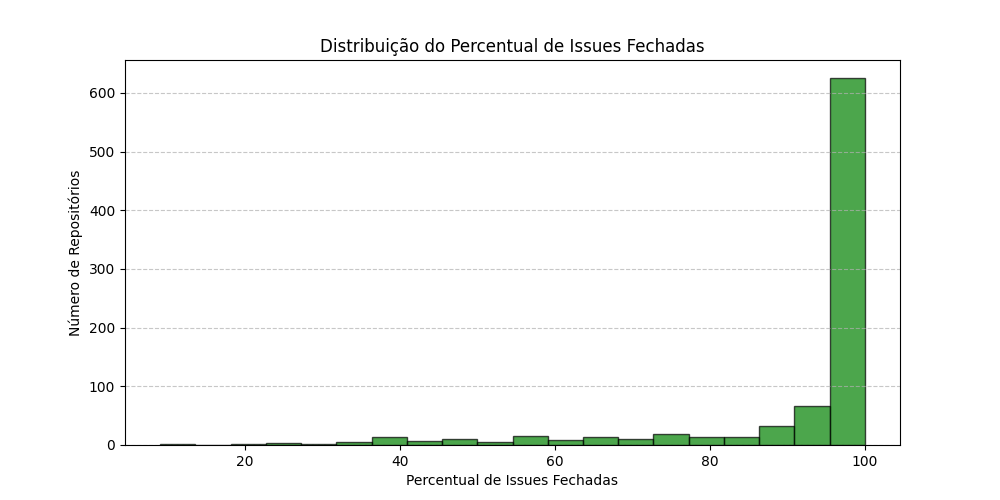 Distribuição do Percentual de Issues Fechadas
Número de Repositórios
600
500
400
300
200
100
0
20 40 60 80 100
Percentual de Issues Fechadas